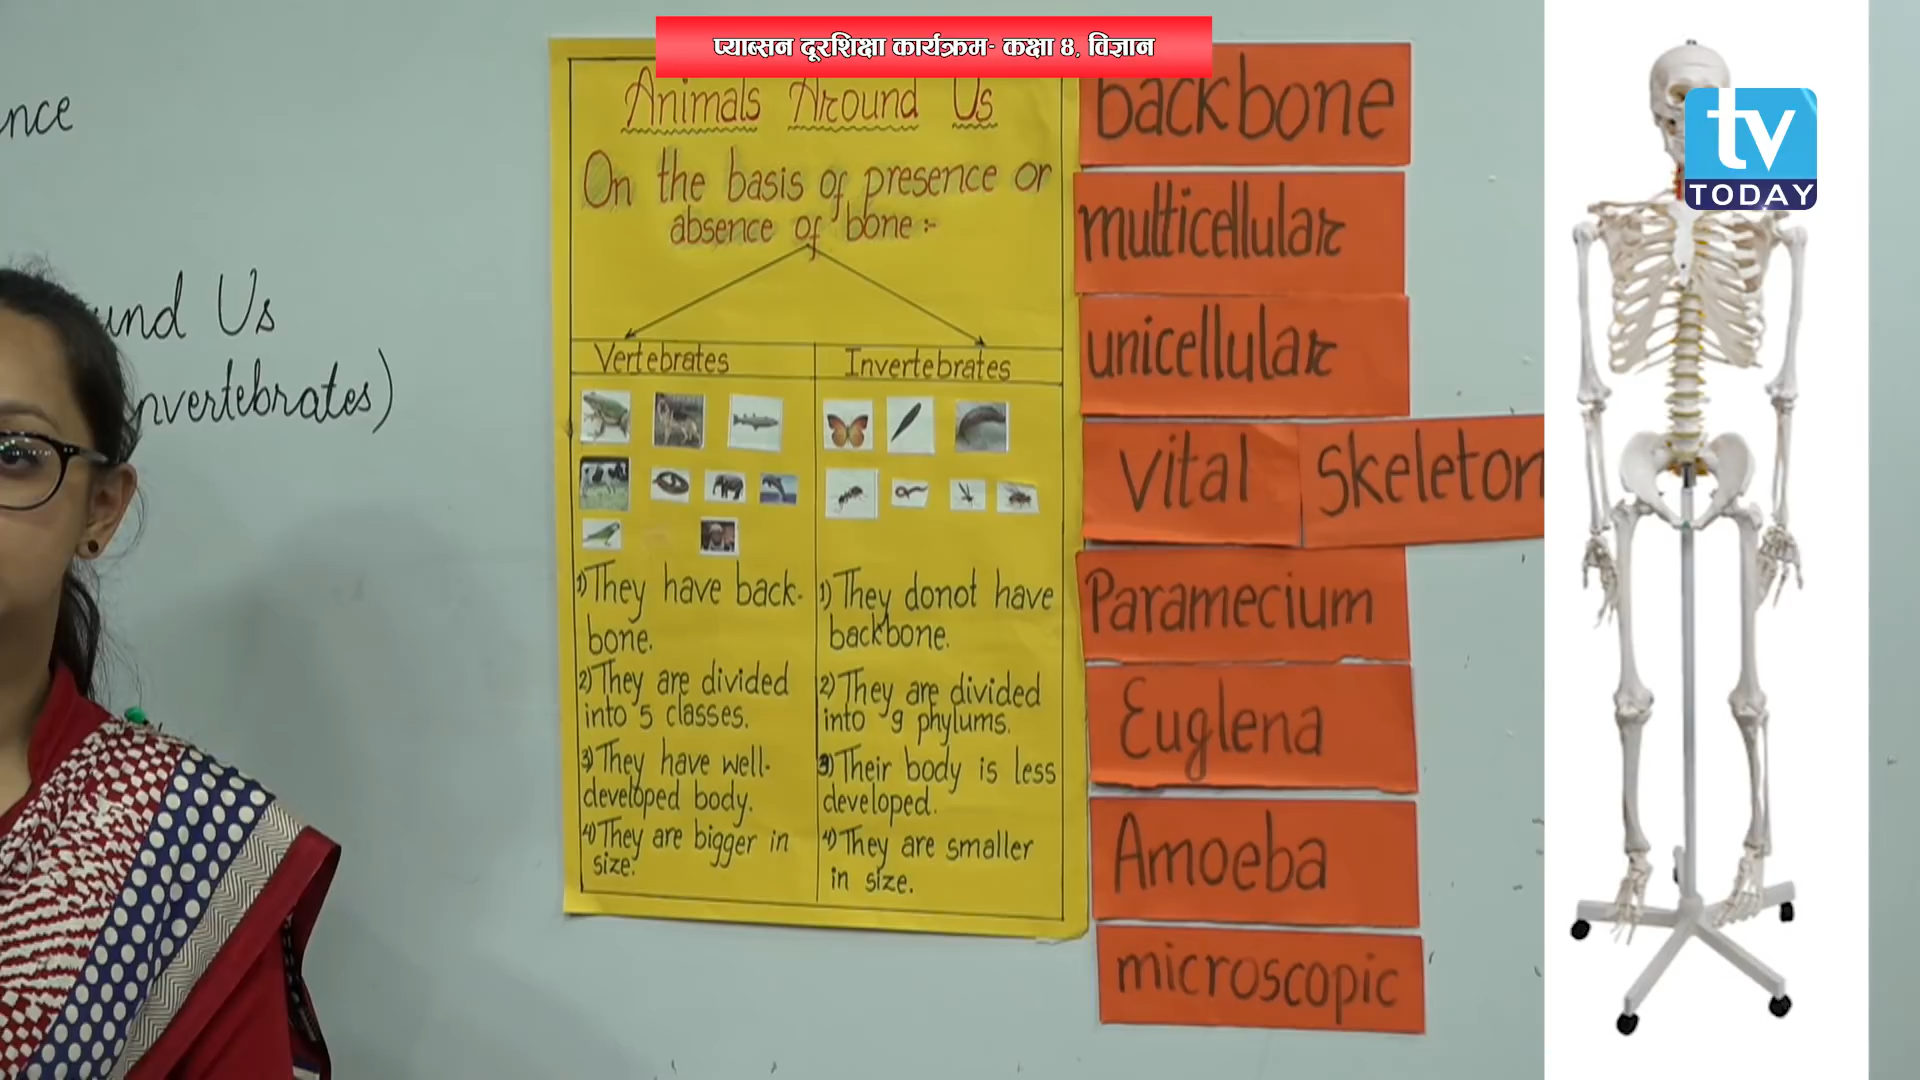 प्याब्सन दूरशिक्षा कार्यक्रम- कक्षा ४, विज्ञान
tv
TODAY
nce
und Us
nvertebrates)
Animals Around Us
On the basis of presence or
absence of bone :-
Vertebrates
Invertebrates
1) They have back-
bone.
2) They are divided
into 5 classes.
3) They have well-
developed body.
4) They are bigger in
size.
1) They donot have
backbone.
2) They are divided
into 9 phylums.
3) Their body is less
developed.
4) They are smaller
in size.
backbone
multicellular
unicellular
vital
Skeleton
Paramecium
Euglena
Amoeba
microscopic